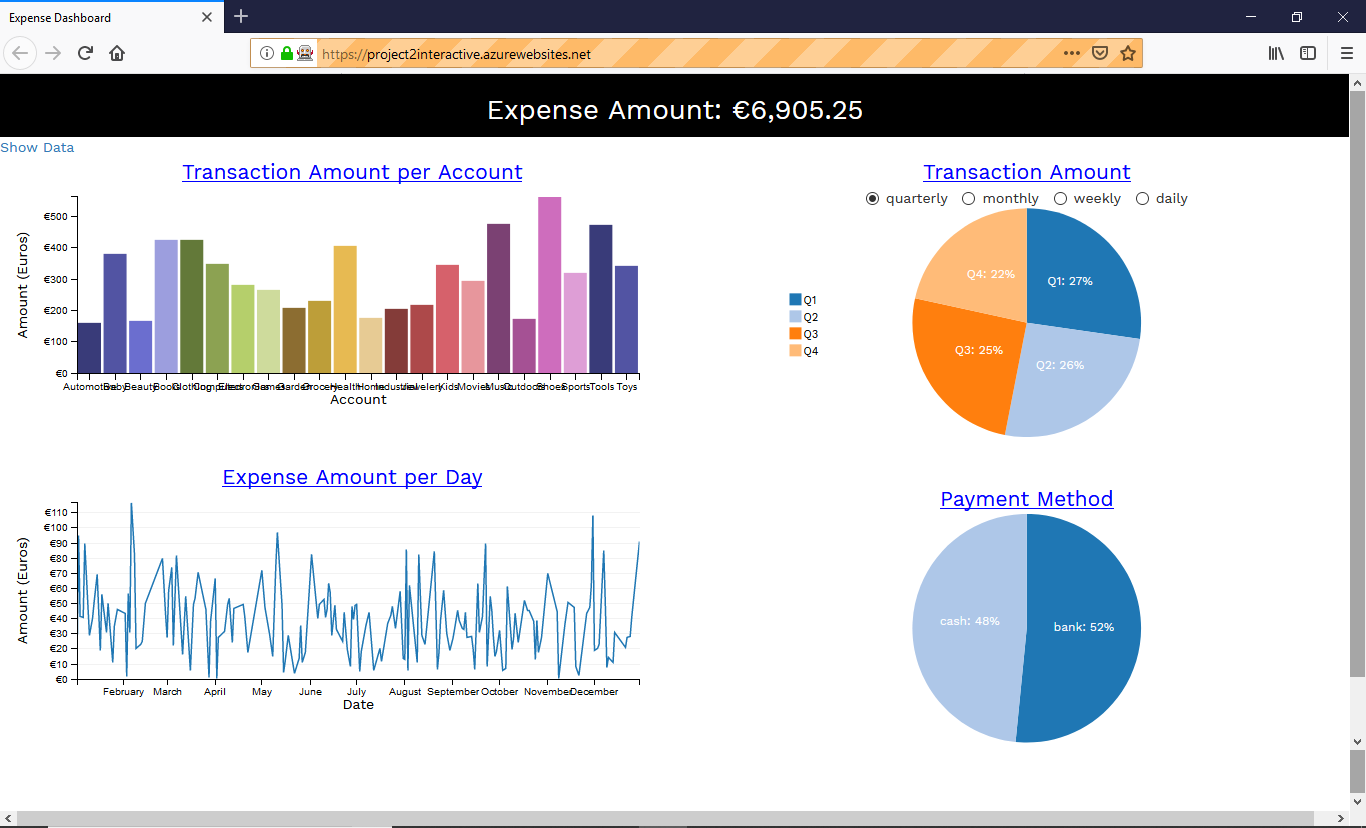 Expense Dashboard
https://project2interactive.azurewebsites.net
Expense Amount: €6,905.25
Show Data
Transaction Amount per Account
Amount (Euros)
€500
€400
€300
€200
€100
€0
Automotive Baby Beauty Books Clothing Computers Electronics Games Garden Grocery Health Home Industrial Jewelery Kids Movies Music Outdoors Shoes Sports Tools Toys
Account
Transaction Amount
quarterly monthly weekly daily
Q1
Q2
Q3
Q4
Q4: 22%
Q1: 27%
Q3: 25%
Q2: 26%
Expense Amount per Day
Amount (Euros)
€110
€100
€90
€80
€70
€60
€50
€40
€30
€20
€10
€0
February March April May June July August September October November December
Date
Payment Method
cash: 48%
bank: 52%